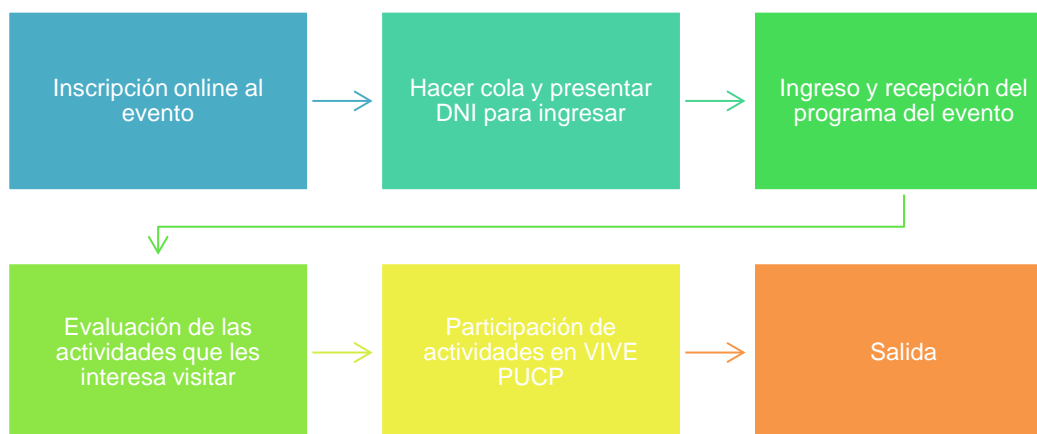 Inscripción online al
evento
Hacer cola y presentar
DNI para ingresar
Ingreso y recepción del
programa del evento
Evaluación de las
actividades que les
interesa visitar
Participación de
actividades en VIVE
PUCP
Salida